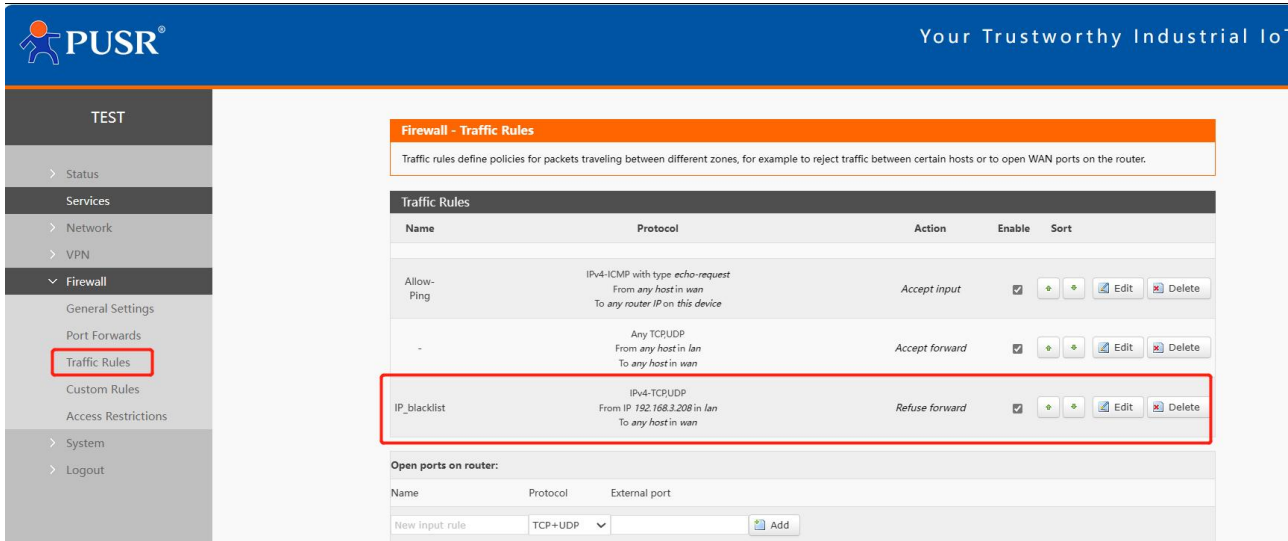 PUSR®
Your Trustworthy Industrial IoT
TEST
Status
Services
Network
VPN
Firewall
General Settings
Port Forwards
Traffic Rules
Custom Rules
Access Restrictions
System
Logout
Firewall - Traffic Rules
Traffic rules define policies for packets traveling between different zones, for example to reject traffic between certain hosts or to open WAN ports on the router.
Traffic Rules
Name Protocol Action Enable Sort
Allow-
Ping
IPv4-ICMP with type echo-request
From any host in wan
To any router IP on this device
Accept input
Edit
Delete
-
Any TCP,UDP
From any host in lan
To any host in wan
Accept forward
Edit
Delete
IP_blacklist
IPv4-TCP,UDP
From IP 192.168.3.208 in lan
To any host in wan
Refuse forward
Edit
Delete
Open ports on router:
Name Protocol External port
New input rule TCP+UDP Add